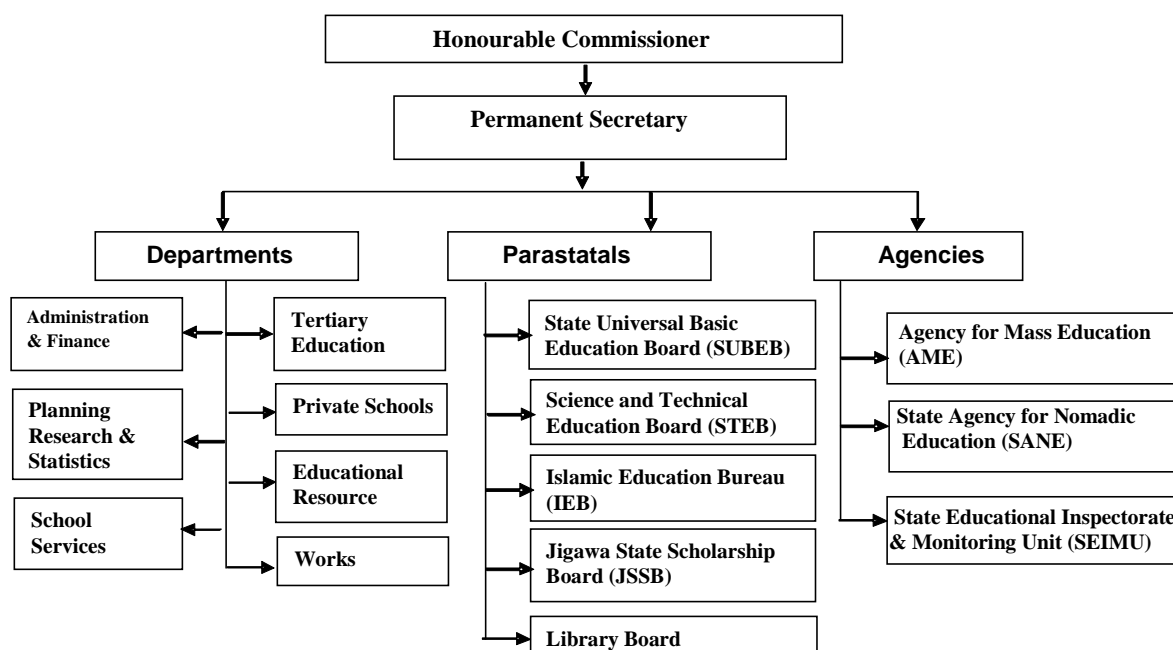 Honourable Commissioner
Permanent Secretary
Departments
Parastatals
Agencies
Administration
& Finance
Planning
Research &
Statistics
School
Services
Tertiary
Education
Private Schools
Educational
Resource
Works
State Universal Basic
Education Board (SUBEB)
Science and Technical
Education Board (STEB)
Islamic Education Bureau
(IEB)
Jigawa State Scholarship
Board (JSSB)
Library Board
Agency for Mass Education
(AME)
State Agency for Nomadic
Education (SANE)
State Educational Inspectorate
& Monitoring Unit (SEIMU)